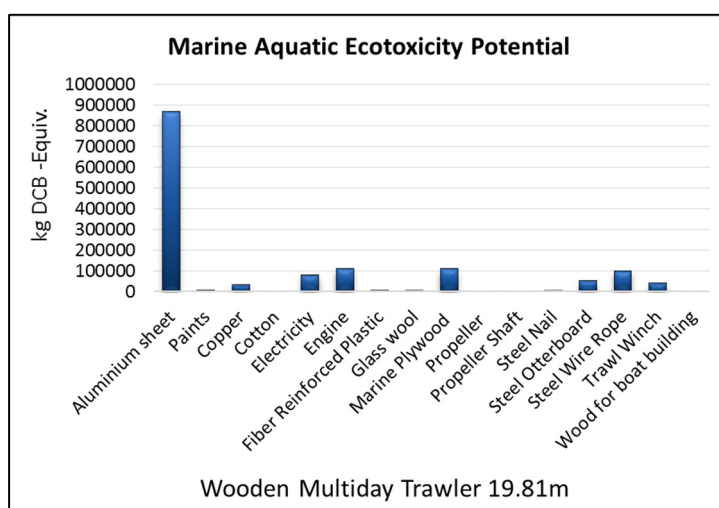 Marine Aquatic Ecotoxicity Potential
kg DCB -Equiv.
1000000
900000
800000
700000
600000
500000
400000
300000
200000
100000
0
Aluminium sheet
Paints
Copper
Cotton
Electricity
Engine
Fiber Reinforced Plastic
Glass wool
Marine Plywood
Propeller
Propeller Shaft
Steel Nail
Steel Otterboard
Steel Wire Rope
Trawl Winch
Wood for boat building
Wooden Multiday Trawler 19.81m